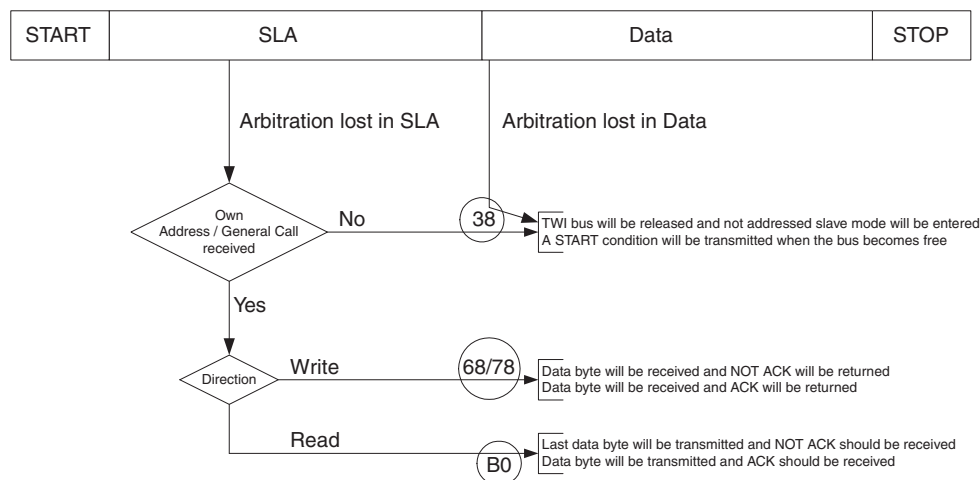 START SLA Data STOP
Arbitration lost in SLA Arbitration lost in Data
Own
Address / General Call
received
No
38
TWI bus will be released and not addressed slave mode will be entered
A START condition will be transmitted when the bus becomes free
Yes
Direction
Write
68/78
Data byte will be received and NOT ACK will be returned
Data byte will be received and ACK will be returned
Read
B0
Last data byte will be transmitted and NOT ACK should be received
Data byte will be transmitted and ACK should be received